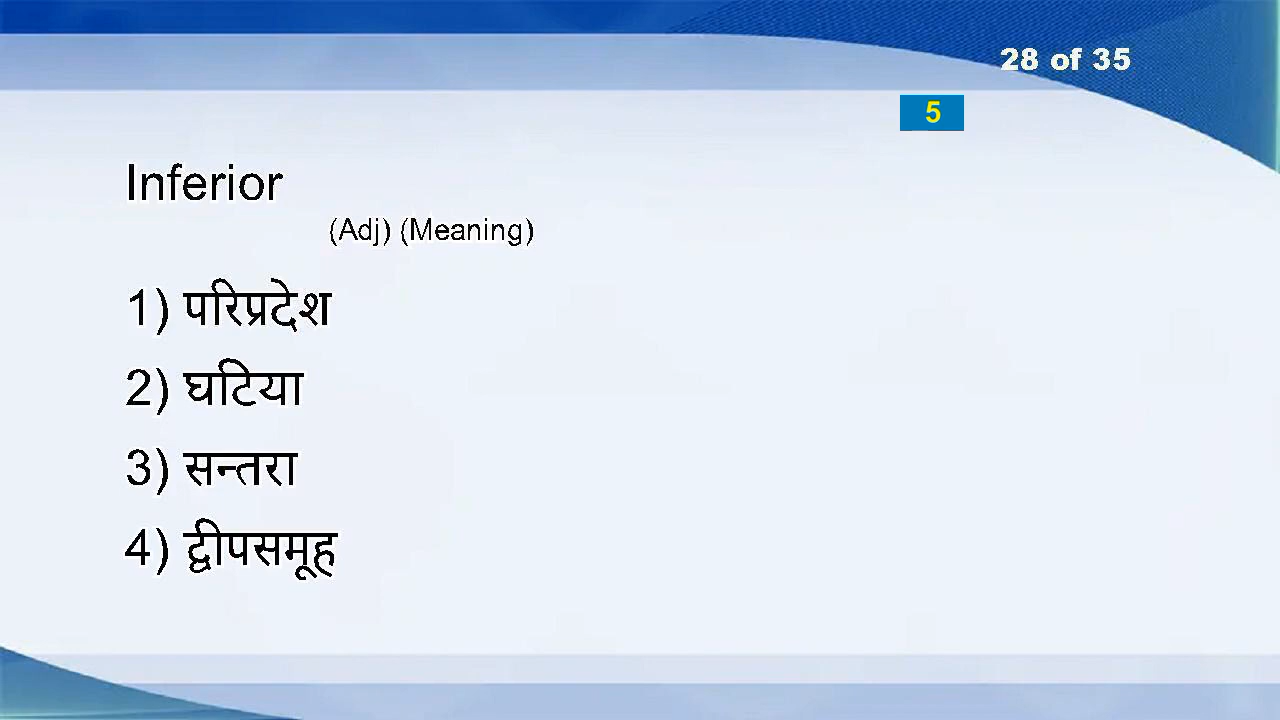 28 of 35
5
Inferior
(Adj) (Meaning)
1) परिप्रदेश
2) घटिया
3) सन्तरा
4) द्वीपसमूह